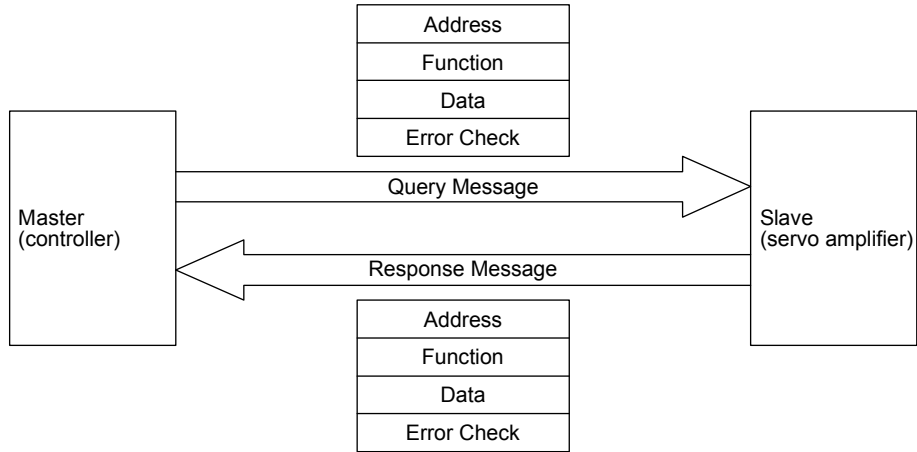 Address
Function
Data
Error Check
Query Message
Master
(controller)
Slave
(servo amplifier)
Response Message
Address
Function
Data
Error Check